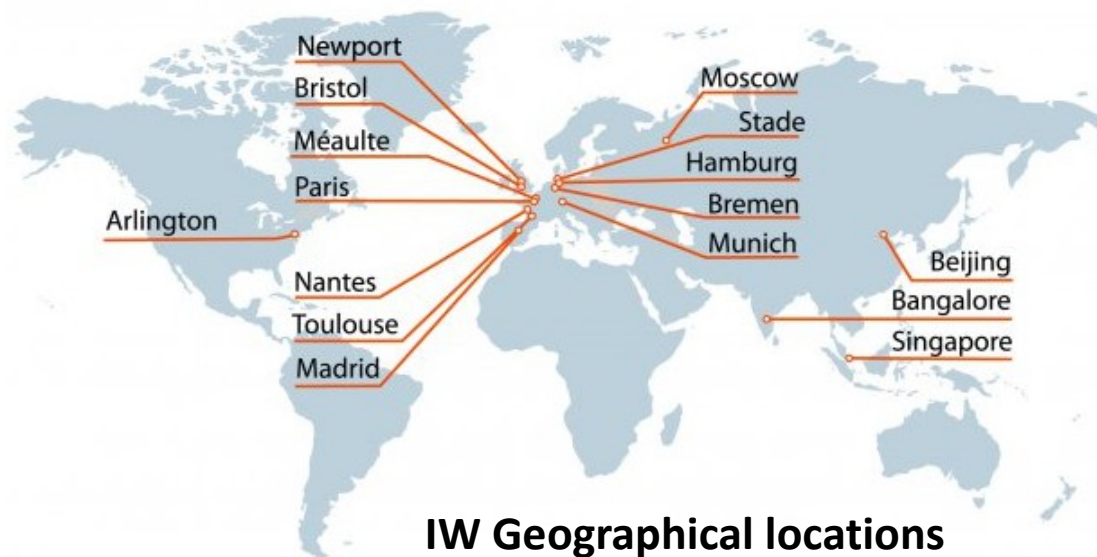 Newport
Bristol
Méaulte
Paris
Arlington
Nantes
Toulouse
Madrid
Moscow
Stade
Hamburg
Bremen
Munich
Beijing
Bangalore
Singapore
IW Geographical locations